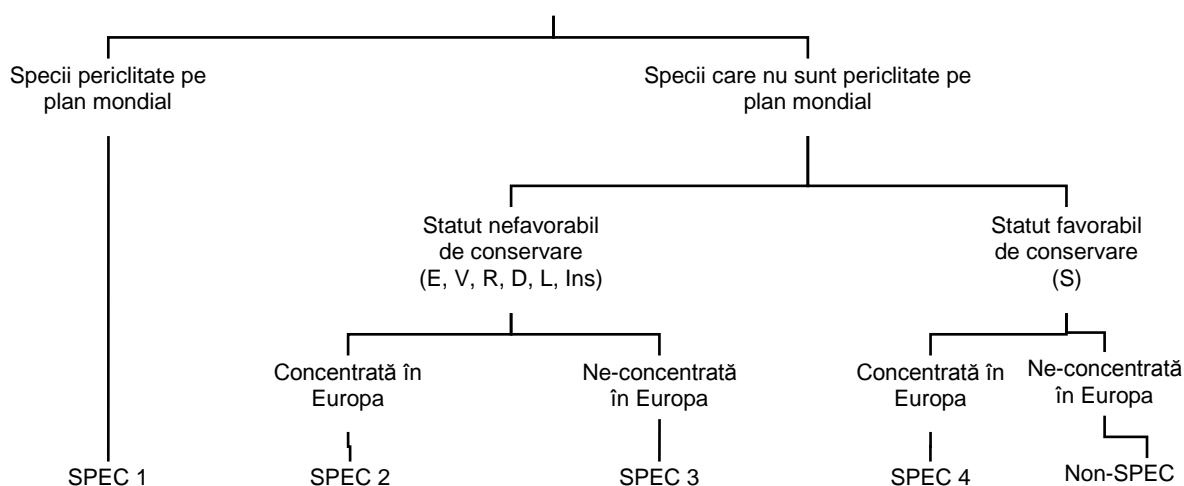 Specii periclitate pe
plan mondial
Specii care nu sunt periclitate pe
plan mondial
Statut nefavorabil
de conservare
(E, V, R, D, L, Ins)
Statut favorabil
de conservare
(S)
Concentrată în
Europa
Ne-concentrată
în Europa
Concentrată în
Europa
Ne-concentrată
în Europa
SPEC 1
SPEC 2
SPEC 3
SPEC 4
Non-SPEC